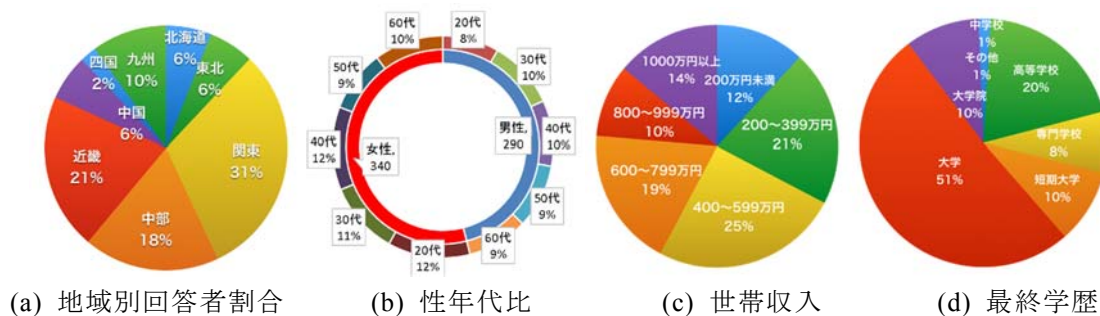 北海道
6%
東北
6%
関東
31%
中部
18%
近畿
21%
中国
6%
四国
2%
九州
10%
20代
8%
30代
10%
40代
10%
50代
9%
60代
9%
20代
12%
30代
11%
40代
12%
50代
9%
60代
10%
男性,
290
女性,
340
200万円未満
12%
200〜399万円
21%
400〜599万円
25%
600〜799万円
19%
800〜999万円
10%
1000万円以上
14%
中学校
1%
高等学校
20%
専門学校
8%
短期大学
10%
大学
51%
大学院
10%
その他
1%
(a) 地域別回答者割合
(b) 性年代比
(c) 世帯収入
(d) 最終学歴